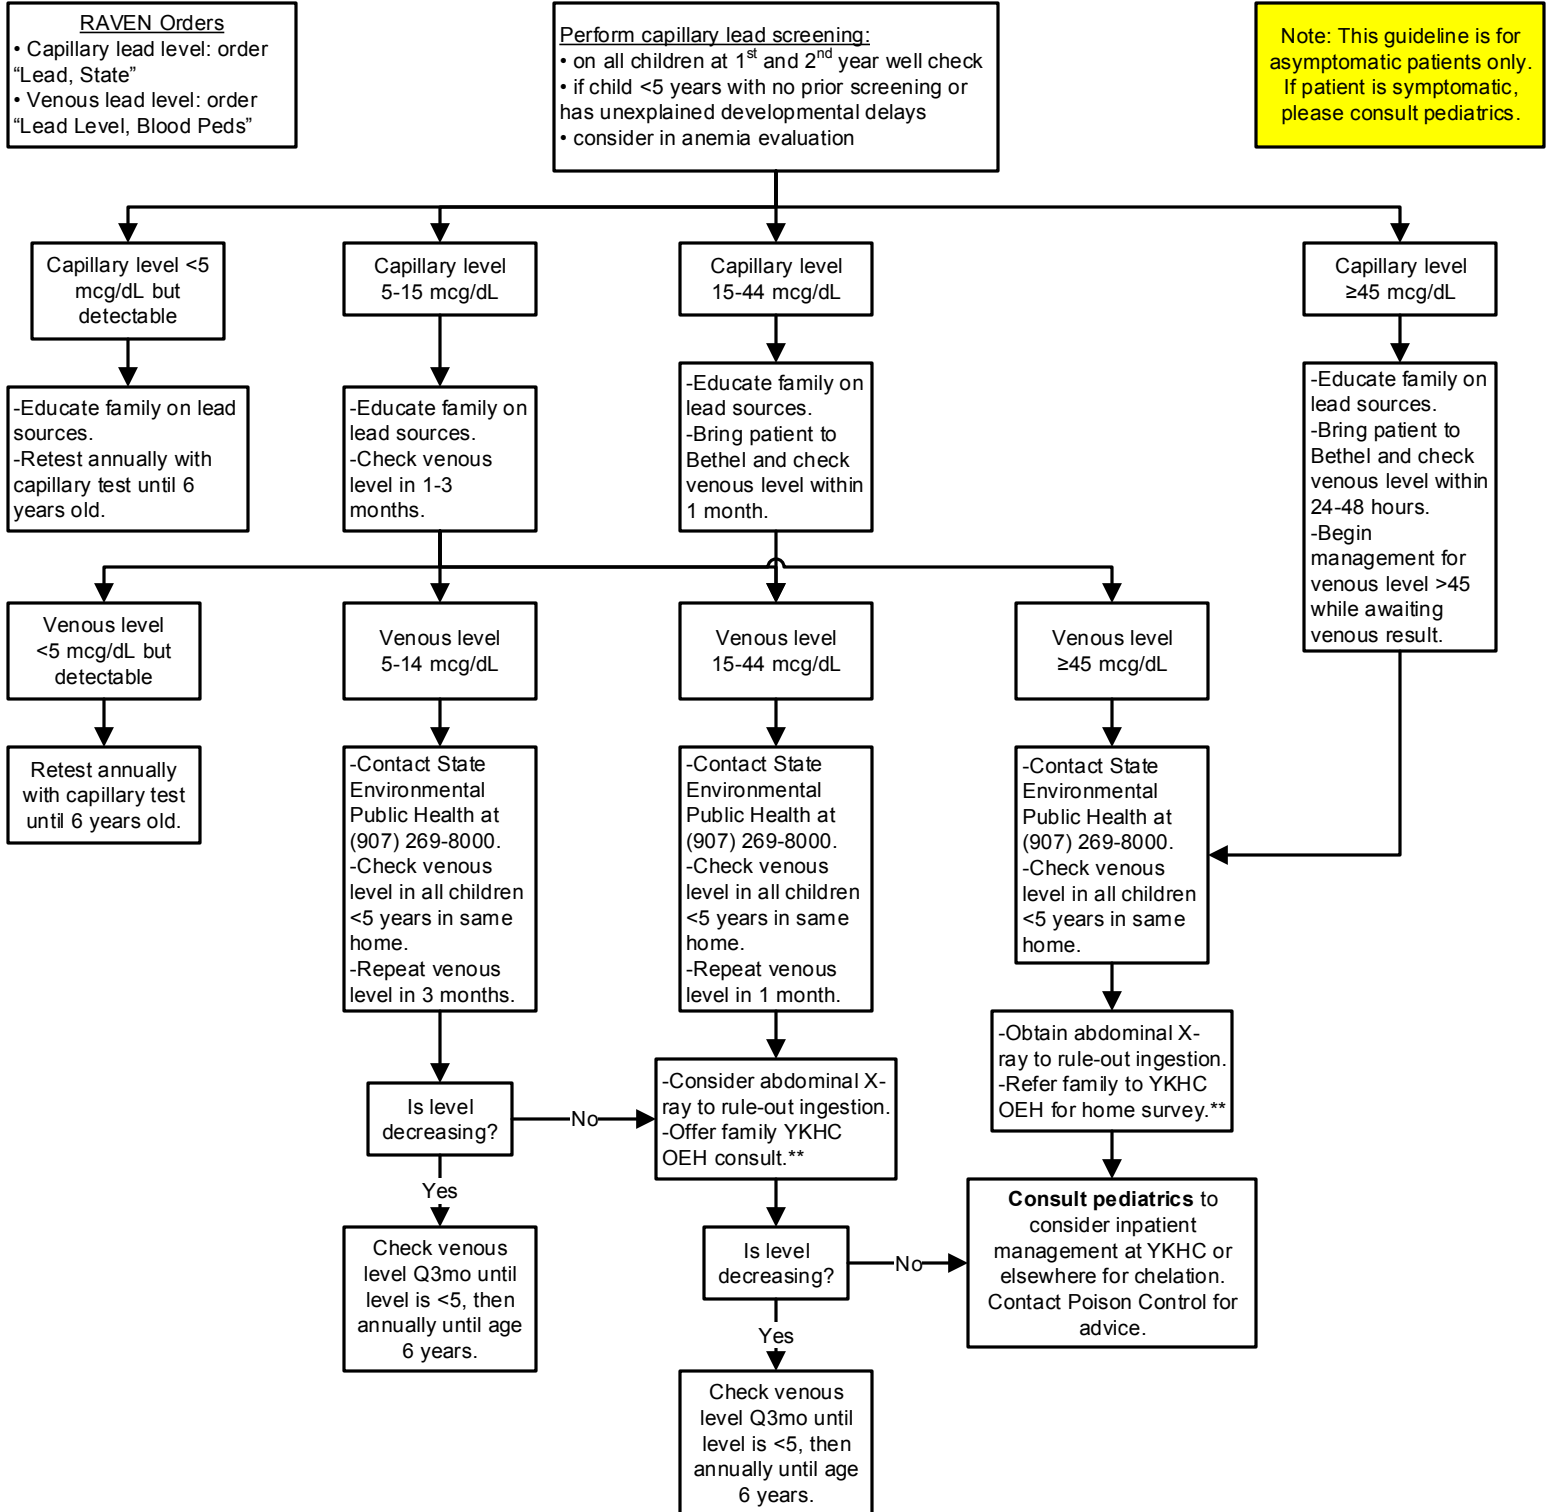 RAVEN Orders
• Capillary lead level: order
“Lead, State”
• Venous lead level: order
“Lead Level, Blood Peds”
Perform capillary lead screening:
• on all children at 1st and 2nd year well check
• if child <5 years with no prior screening or
has unexplained developmental delays
• consider in anemia evaluation
Note: This guideline is for
asymptomatic patients only.
If patient is symptomatic,
please consult pediatrics.
Capillary level <5
mcg/dL but
detectable
Capillary level
5-15 mcg/dL
Capillary level
15-44 mcg/dL
Capillary level
≥45 mcg/dL
-Educate family on lead
sources.
-Retest annually with
capillary test until 6
years old.
-Educate family on
lead sources.
-Check venous
level in 1-3
months.
-Educate family on
lead sources.
-Bring patient to
Bethel and check
venous level within
1 month.
-Educate family on
lead sources.
-Bring patient to
Bethel and check
venous level within
24-48 hours.
-Begin
management for
venous level >45
while awaiting
venous result.
Venous level
<5 mcg/dL but
detectable
Venous level
5-14 mcg/dL
Venous level
15-44 mcg/dL
Venous level
≥45 mcg/dL
Retest annually
with capillary test
until 6 years old.
-Contact State
Environmental
Public Health at
(907) 269-8000.
-Check venous
level in all children
<5 years in same
home.
-Repeat venous
level in 3 months.
-Contact State
Environmental
Public Health at
(907) 269-8000.
-Check venous
level in all children
<5 years in same
home.
-Repeat venous
level in 1 month.
-Contact State
Environmental
Public Health at
(907) 269-8000.
-Check venous
level in all children
<5 years in same
home.
Is level
decreasing?
No
-Consider abdominal X-
ray to rule-out ingestion.
-Offer family YKHC
OEH consult.**
-Obtain abdominal X-
ray to rule-out ingestion.
-Refer family to YKHC
OEH for home survey.**
Yes
Check venous
level Q3mo until
level is <5, then
annually until age
6 years.
Is level
decreasing?
No
Consult pediatrics to
consider inpatient
management at YKHC or
elsewhere for chelation.
Contact Poison Control for
advice.
Yes
Check venous
level Q3mo until
level is <5, then
annually until age
6 years.